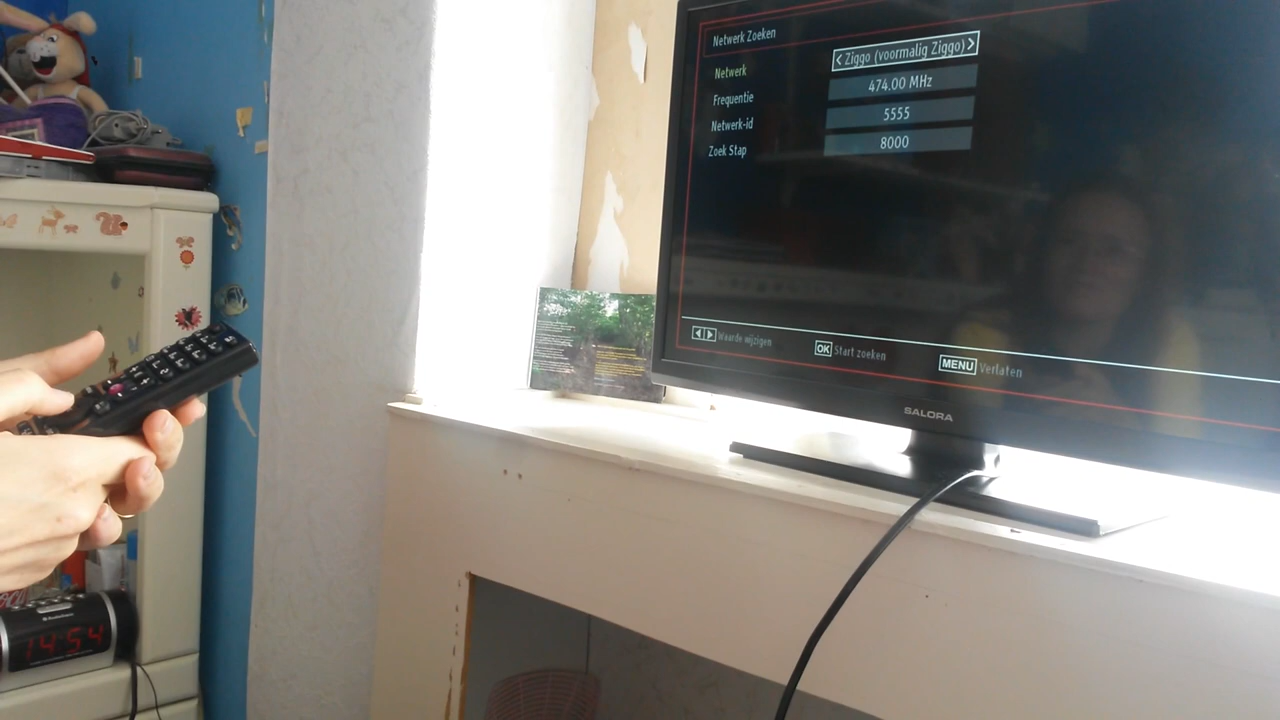 Netwerk Zoeken
Netwerk
< Ziggo (voormalig Ziggo) >
Frequentie
474.00 MHz
Netwerk-id
5555
Zoek Stap
8000
Waarde wijzigen
OK Start zoeken
MENU Verlaten
SALORA
14:54